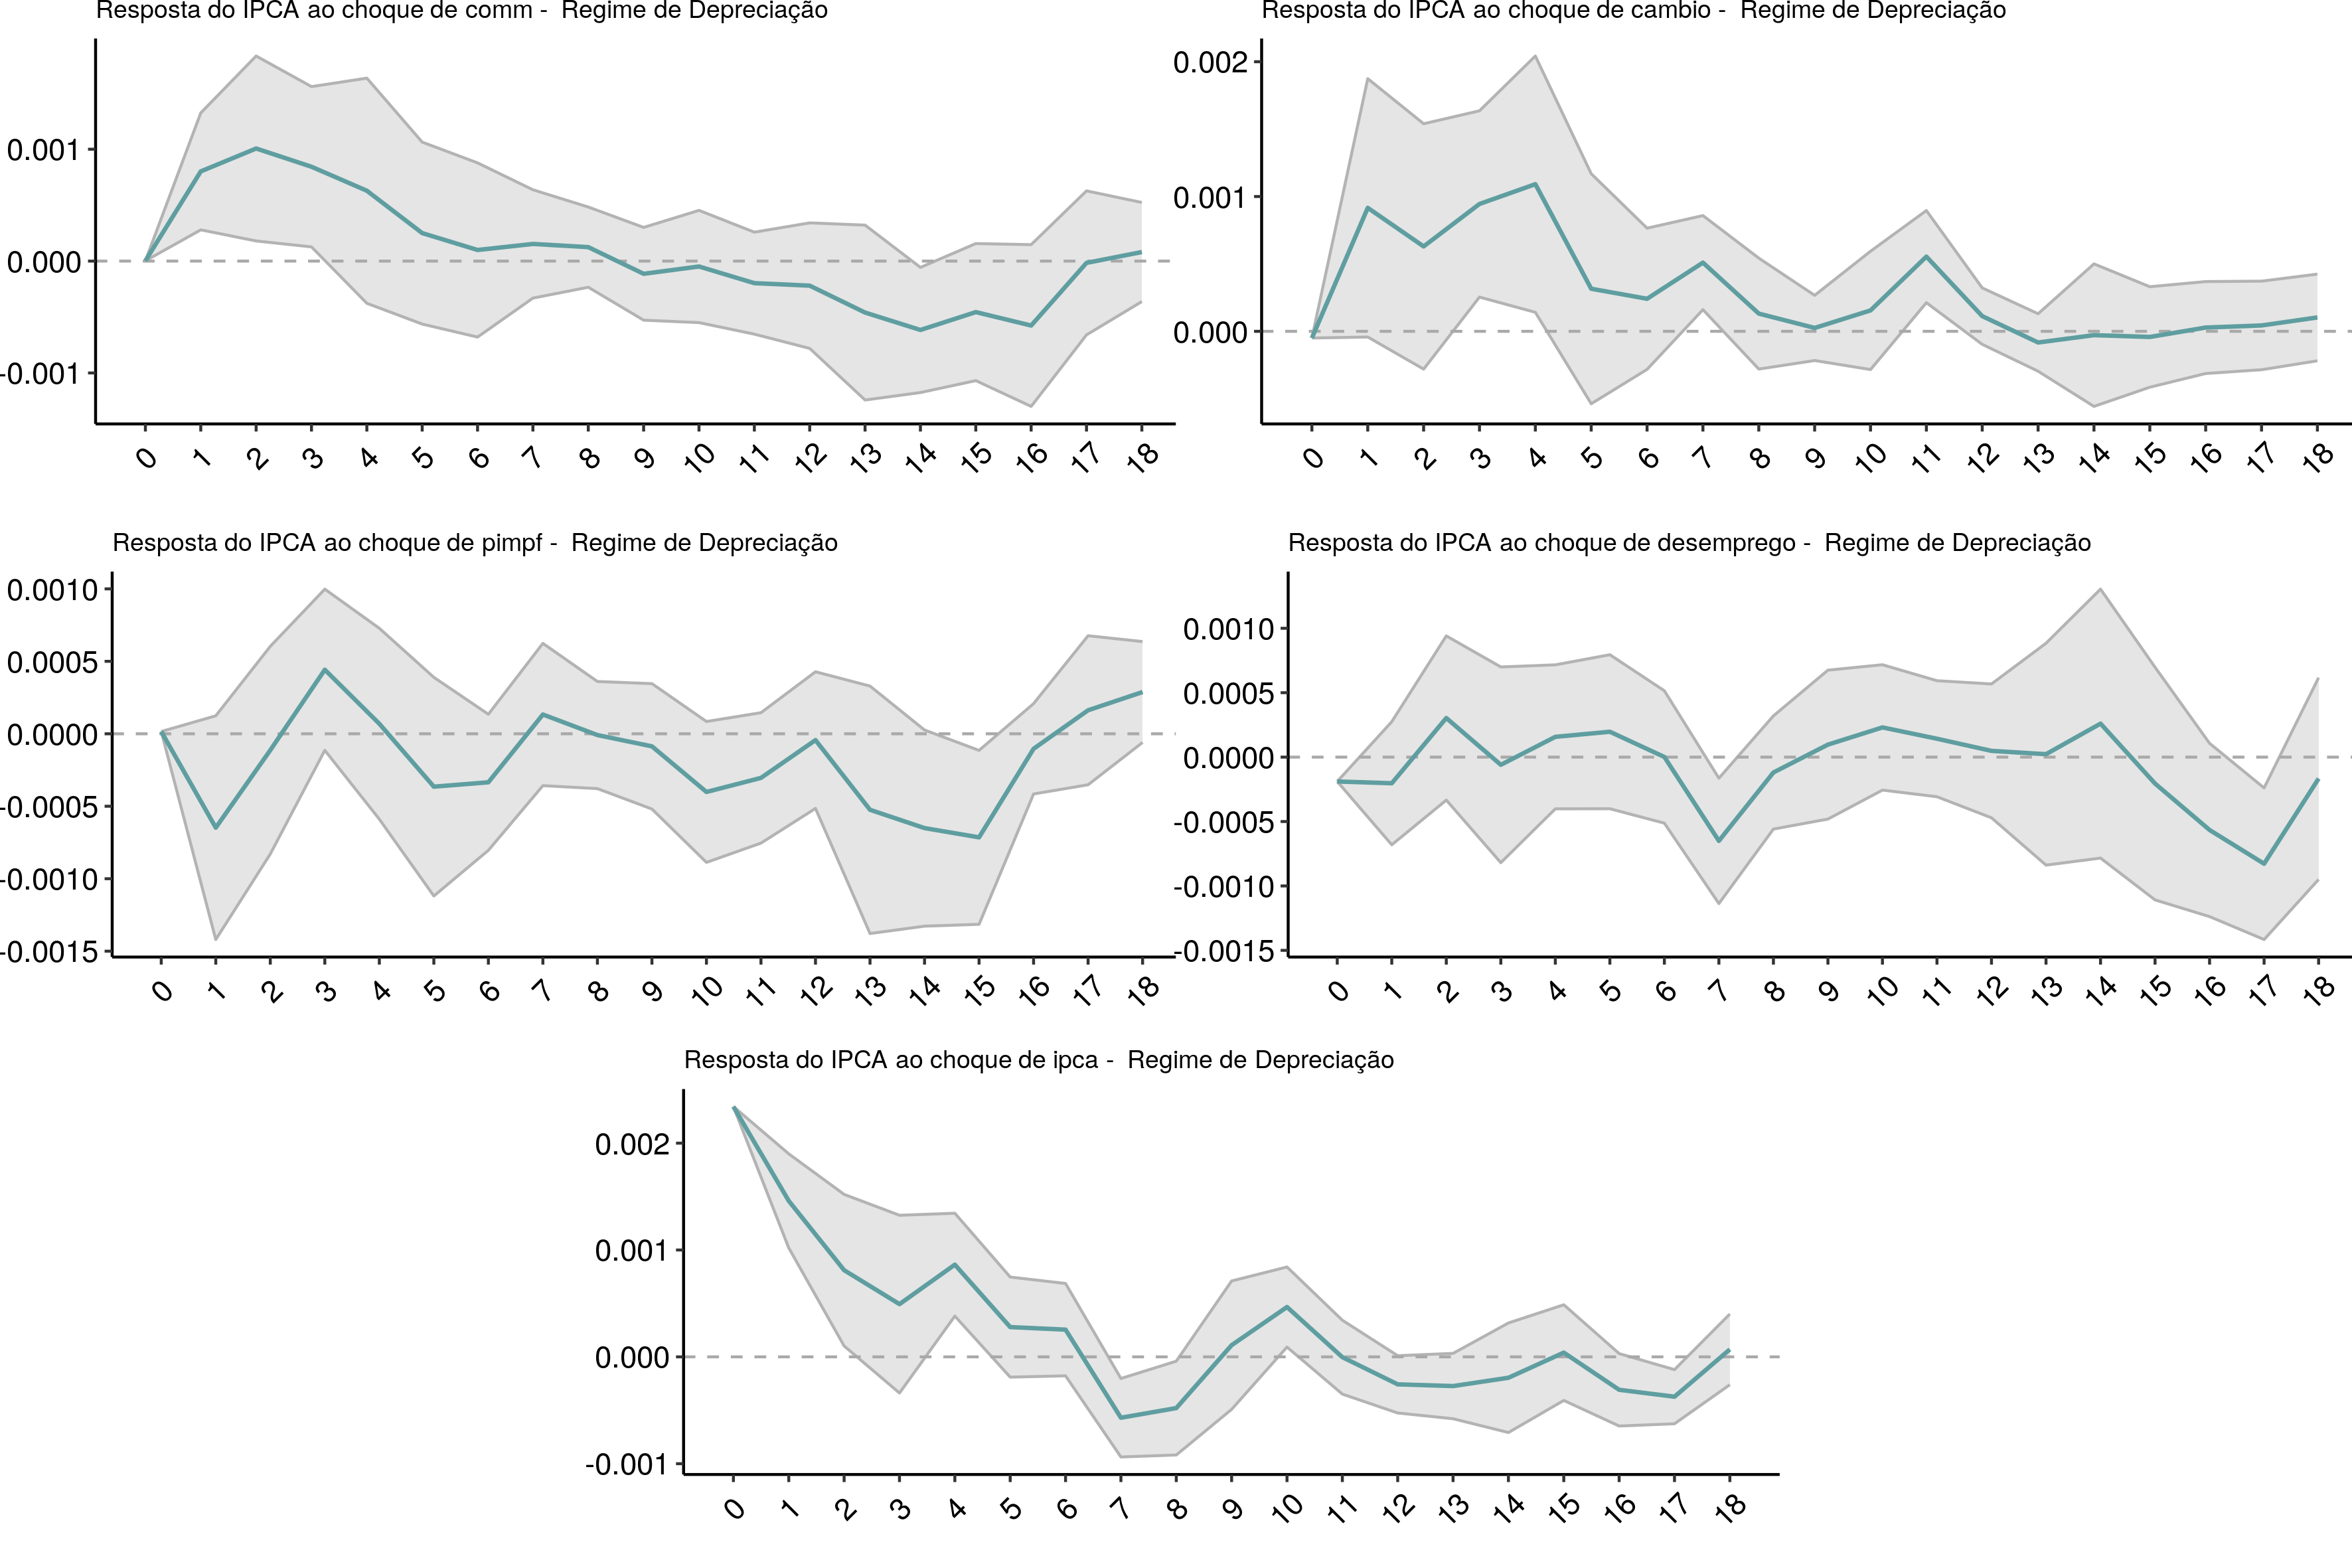 Resposta do IPCA ao choque de comm -  Regime de Depreciação
0.001
0.000
-0.001
0 1 2 3 4 5 6 7 8 9 10 11 12 13 14 15 16 17 18
Resposta do IPCA ao choque de cambio -  Regime de Depreciação
0.002
0.001
0.000
0 1 2 3 4 5 6 7 8 9 10 11 12 13 14 15 16 17 18
Resposta do IPCA ao choque de pimpf -  Regime de Depreciação
0.0010
0.0005
0.0000
-0.0005
-0.0010
-0.0015
0 1 2 3 4 5 6 7 8 9 10 11 12 13 14 15 16 17 18
Resposta do IPCA ao choque de desemprego -  Regime de Depreciação
0.0010
0.0005
0.0000
-0.0005
-0.0010
-0.0015
0 1 2 3 4 5 6 7 8 9 10 11 12 13 14 15 16 17 18
Resposta do IPCA ao choque de ipca -  Regime de Depreciação
0.002
0.001
0.000
-0.001
0 1 2 3 4 5 6 7 8 9 10 11 12 13 14 15 16 17 18